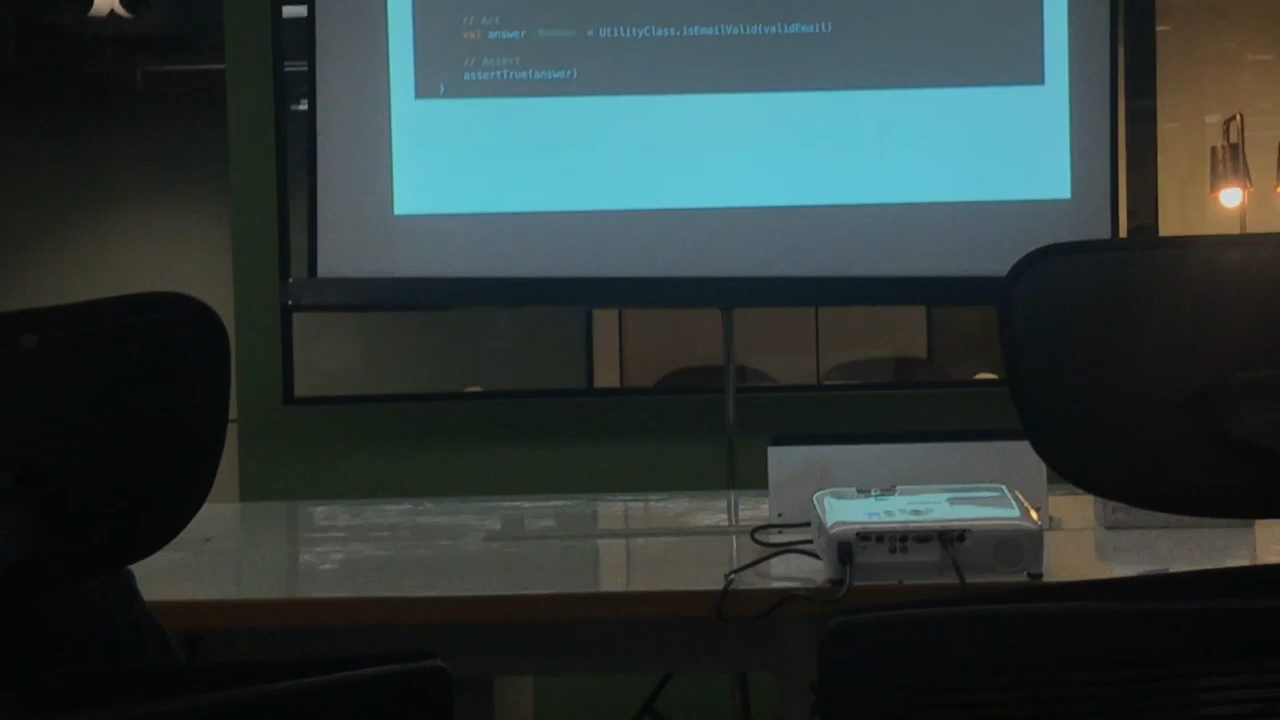 // Act
val answer = UtilityClass.isEmailValid(validEmail)
// Assert
assertTrue(answer)
}